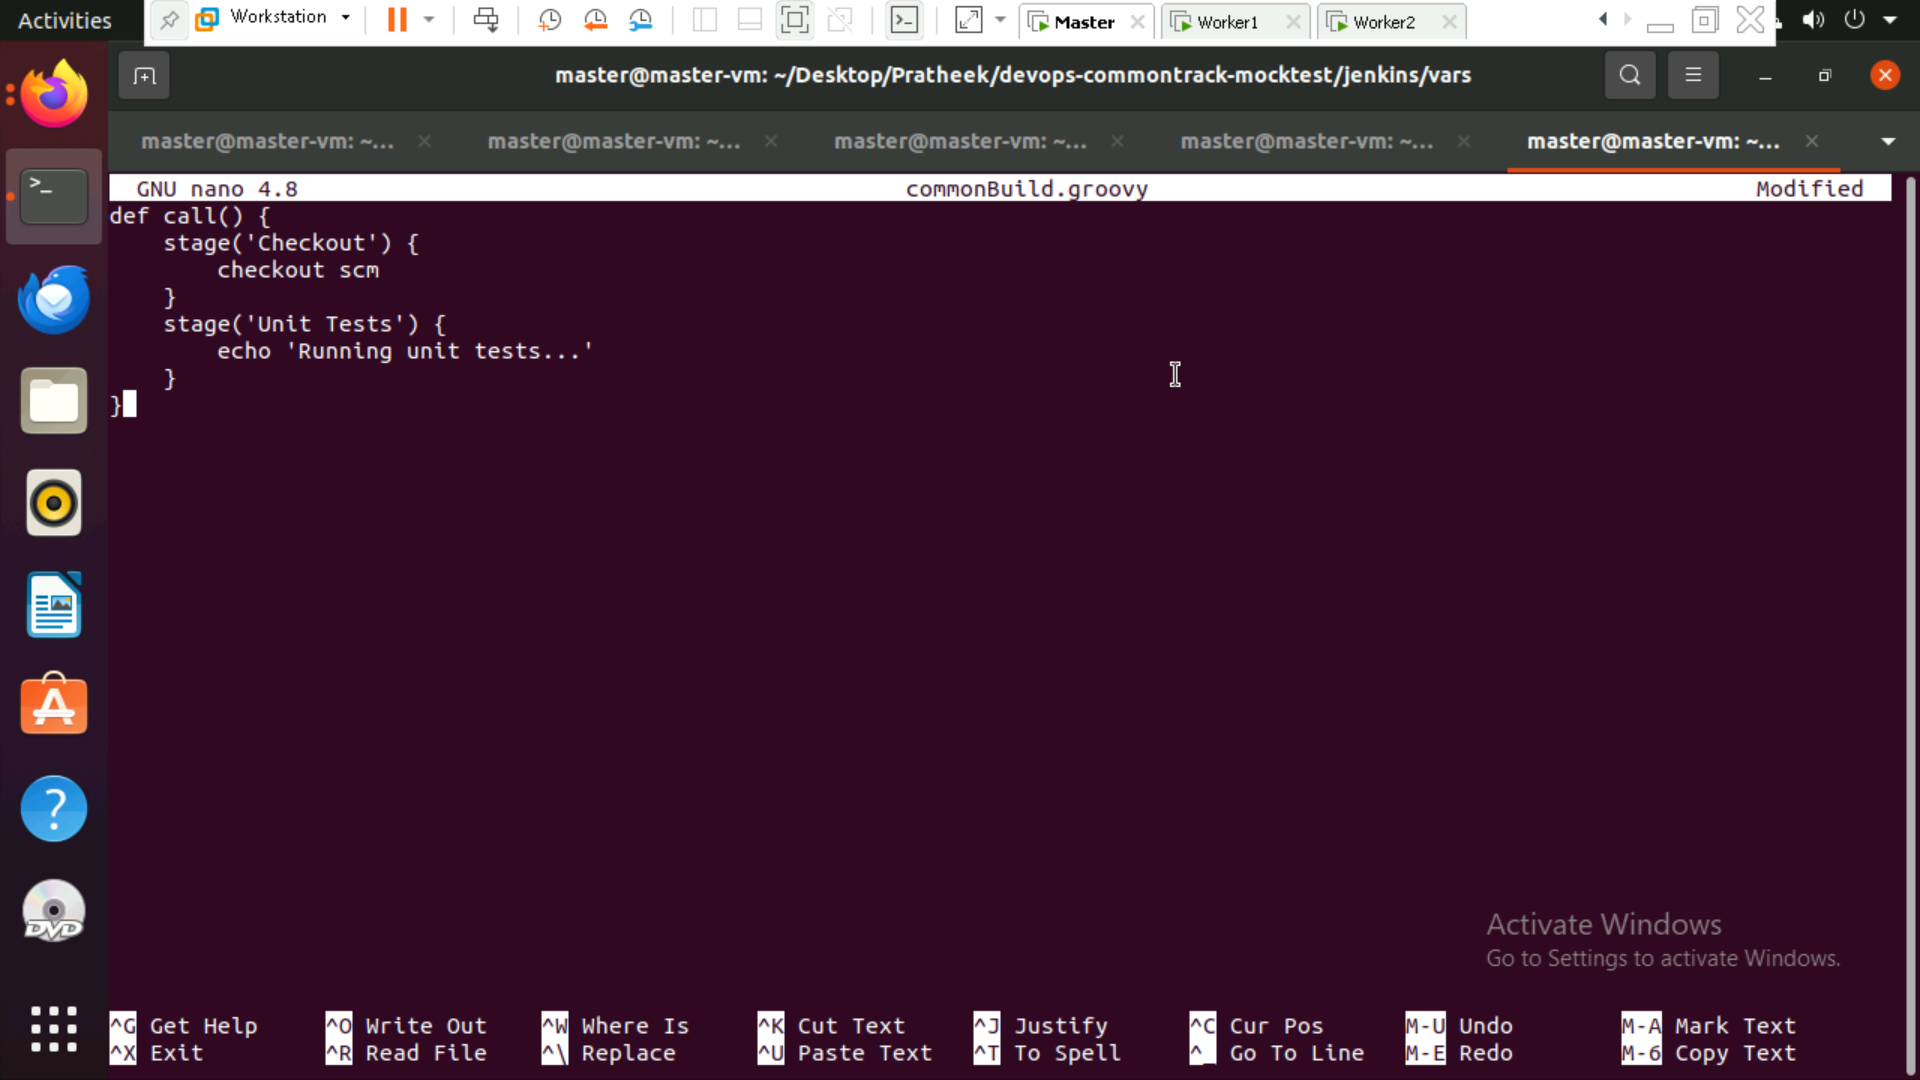 Activities
Workstation
Master
Worker1
Worker2
master@master-vm: ~/Desktop/Pratheek/devops-commontrack-mocktest/jenkins/vars
master@master-vm: ~...
master@master-vm: ~...
master@master-vm: ~...
master@master-vm: ~...
master@master-vm: ~...
GNU nano 4.8
commonBuild.groovy
Modified
def call() {
    stage('Checkout') {
        checkout scm
    }
    stage('Unit Tests') {
        echo 'Running unit tests...'
    }
}
DVD
Activate Windows
Go to Settings to activate Windows.
^G Get Help ^O Write Out ^W Where Is ^K Cut Text ^J Justify ^C Cur Pos M-U Undo M-A Mark Text
^X Exit ^R Read File ^\ Replace ^U Paste Text ^T To Spell ^_ Go To Line M-E Redo M-6 Copy Text